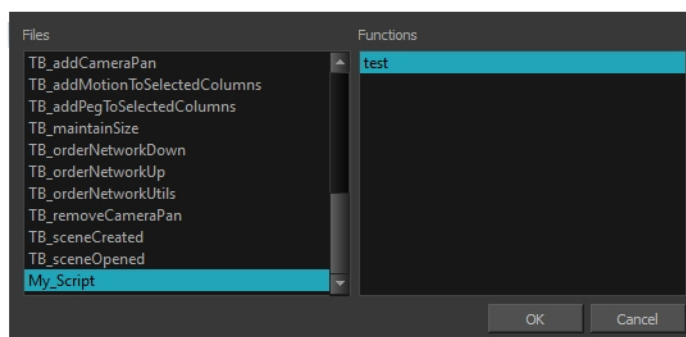 Files
TB_addCameraPan
TB_addMotionToSelectedColumns
TB_addPegToSelectedColumns
TB_maintainSize
TB_orderNetworkDown
TB_orderNetworkUp
TB_orderNetworkUtils
TB_removeCameraPan
TB_sceneCreated
TB_sceneOpened
My_Script
Functions
test
OK
Cancel